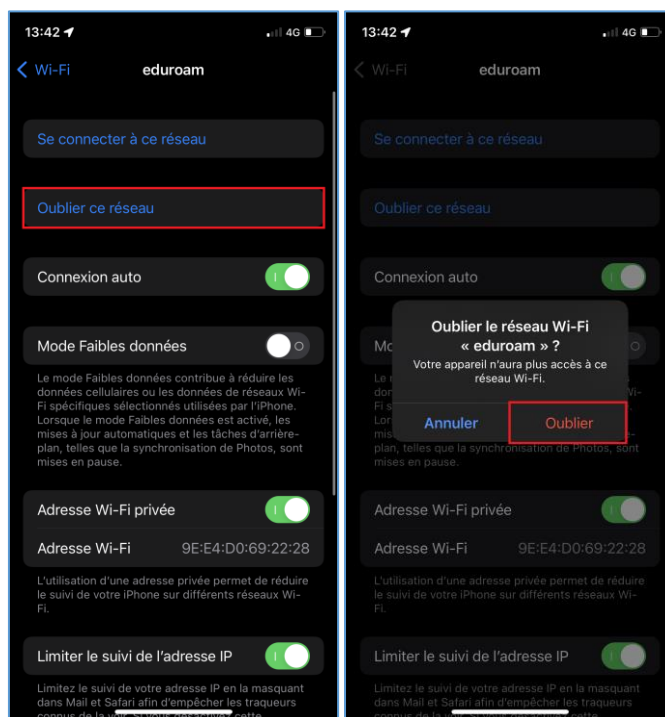 13:42
4G
Wi-Fi
eduroam
Se connecter à ce réseau
Oublier ce réseau
Connexion auto
Mode Faibles données
Le mode Faibles données contribue à réduire les
données cellulaires ou les données de réseaux Wi-
Fi spécifiques sélectionnés utilisées par l'iPhone.
Lorsque le mode Faibles données est activé, les
mises à jour automatiques et les tâches d'arrière-
plan, telles que la synchronisation de Photos, sont
mises en pause.
Adresse Wi-Fi privée
Adresse Wi-Fi 9E:E4:D0:69:22:28
L'utilisation d'une adresse privée permet de réduire
le suivi de votre iPhone sur différents réseaux Wi-
Fi.
Limiter le suivi de l'adresse IP
Limitez le suivi de votre adresse IP en la masquant
dans Mail et Safari afin d'empêcher les traqueurs
connus de la voir. Si vous désactivez cette
13:42
4G
Wi-Fi
eduroam
Se connecter à ce réseau
Oublier ce réseau
Connexion auto
Oublier le réseau Wi-Fi
« eduroam » ?
Votre appareil n'aura plus accès à ce
réseau Wi-Fi.
Annuler
Oublier
plan, telles que la synchronisation de Photos, sont
mises en pause.
Adresse Wi-Fi privée
Adresse Wi-Fi 9E:E4:D0:69:22:28
L'utilisation d'une adresse privée permet de réduire
le suivi de votre iPhone sur différents réseaux Wi-
Fi.
Limiter le suivi de l'adresse IP
Limitez le suivi de votre adresse IP en la masquant
dans Mail et Safari afin d'empêcher les traqueurs